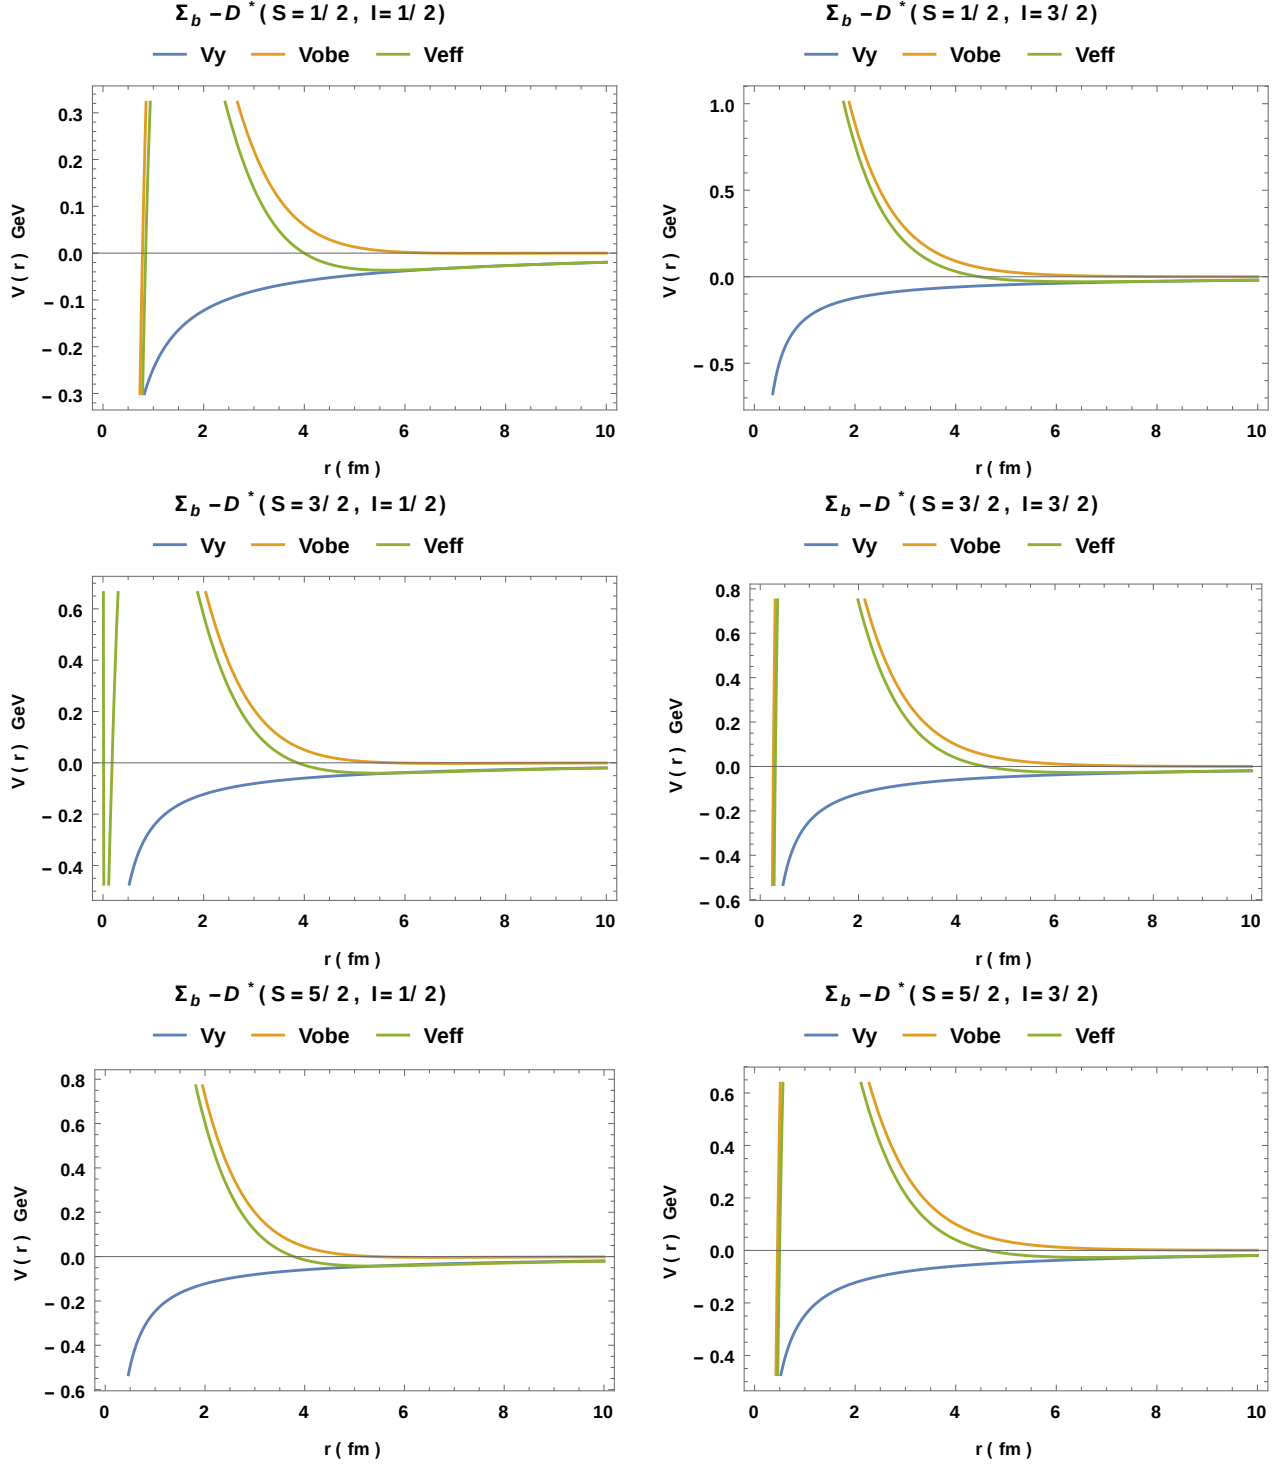 Σb − D* ( S = 1/2 , I = 1/2 )
Vy Vobe Veff
0.3
0.2
0.1
0.0
− 0.1
− 0.2
− 0.3
V ( r ) GeV
0 2 4 6 8 10
r ( fm )
Σb − D* ( S = 1/2 , I = 3/2 )
Vy Vobe Veff
1.0
0.5
0.0
− 0.5
V ( r ) GeV
0 2 4 6 8 10
r ( fm )
Σb − D* ( S = 3/2 , I = 1/2 )
Vy Vobe Veff
0.6
0.4
0.2
0.0
− 0.2
− 0.4
V ( r ) GeV
0 2 4 6 8 10
r ( fm )
Σb − D* ( S = 3/2 , I = 3/2 )
Vy Vobe Veff
0.8
0.6
0.4
0.2
0.0
− 0.2
− 0.4
− 0.6
V ( r ) GeV
0 2 4 6 8 10
r ( fm )
Σb − D* ( S = 5/2 , I = 1/2 )
Vy Vobe Veff
0.8
0.6
0.4
0.2
0.0
− 0.2
− 0.4
− 0.6
V ( r ) GeV
0 2 4 6 8 10
r ( fm )
Σb − D* ( S = 5/2 , I = 3/2 )
Vy Vobe Veff
0.6
0.4
0.2
0.0
− 0.2
− 0.4
V ( r ) GeV
0 2 4 6 8 10
r ( fm )